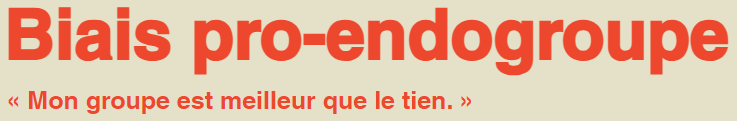 Biais pro-endogroupe
« Mon groupe est meilleur que le tien. »